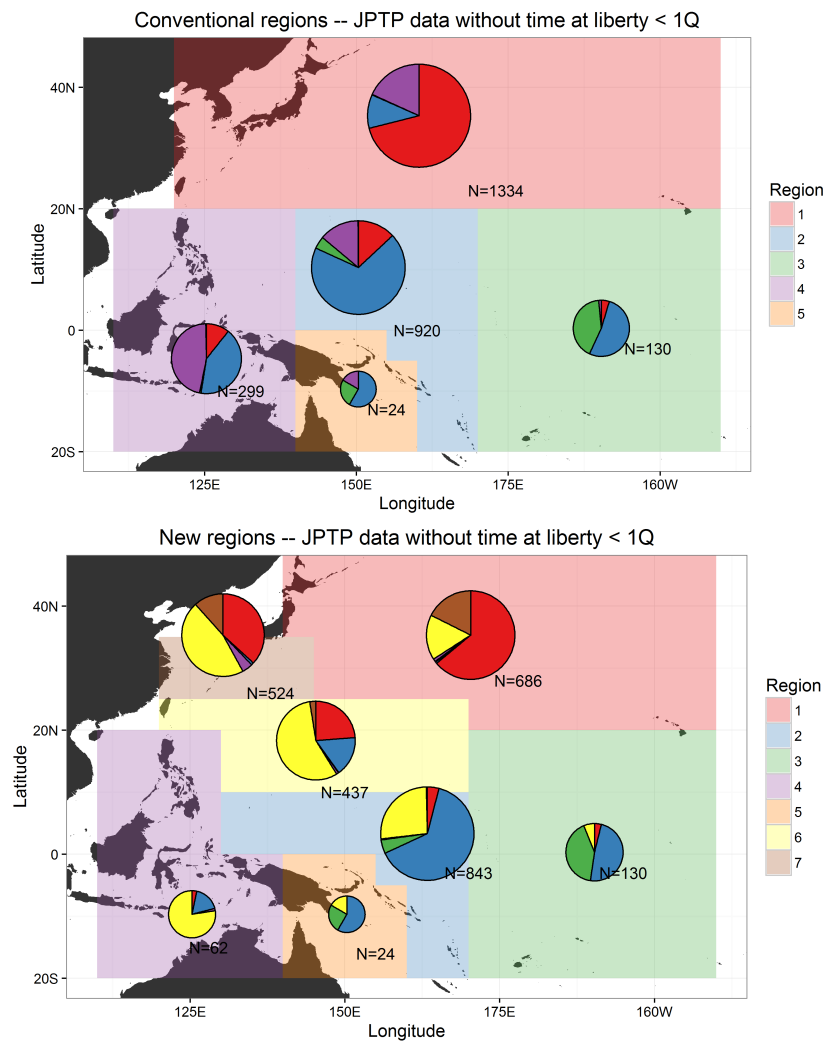 Conventional regions -- JPTP data without time at liberty < 1Q
40N
20N
0
20S
Latitude
N=1334
N=920
N=130
N=299
N=24
125E
150E
175E
160W
Longitude
Region
1
2
3
4
5
New regions -- JPTP data without time at liberty < 1Q
40N
20N
0
20S
Latitude
N=686
N=524
N=437
N=843
N=130
N=62
N=24
125E
150E
175E
160W
Longitude
Region
1
2
3
4
5
6
7